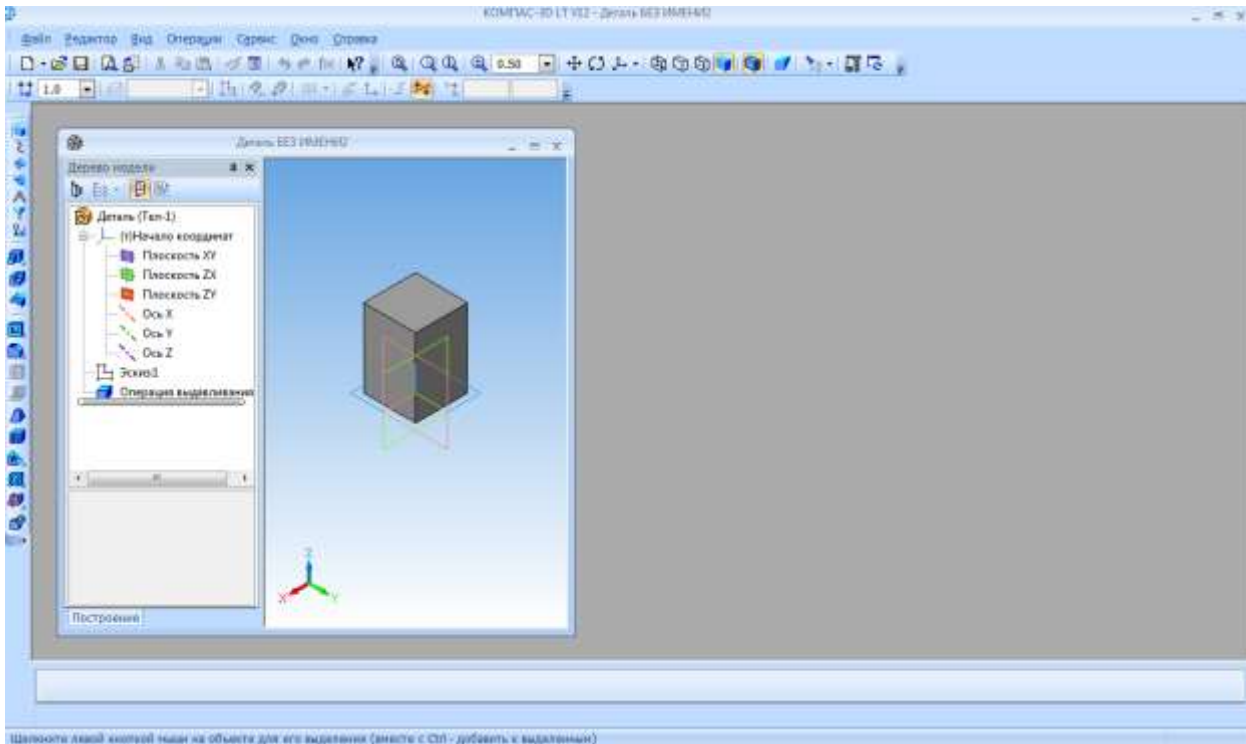 КОМПАС-3D LT V12 - Деталь БЕЗ ИМЕНИ2
Файл Редактор Вид Операции Сервис Окно Справка
0.50
1.0
Деталь БЕЗ ИМЕНИ2
Дерево модели
Деталь (Тел-1)
(т)Начало координат
Плоскость XY
Плоскость ZX
Плоскость ZY
Ось X
Ось Y
Ось Z
Эскиз:1
Операция выдавливания
Z
X Y
Построение
Щелкните левой кнопкой мыши на объекте для его выделения (вместе с Ctrl - добавить к выделенным)